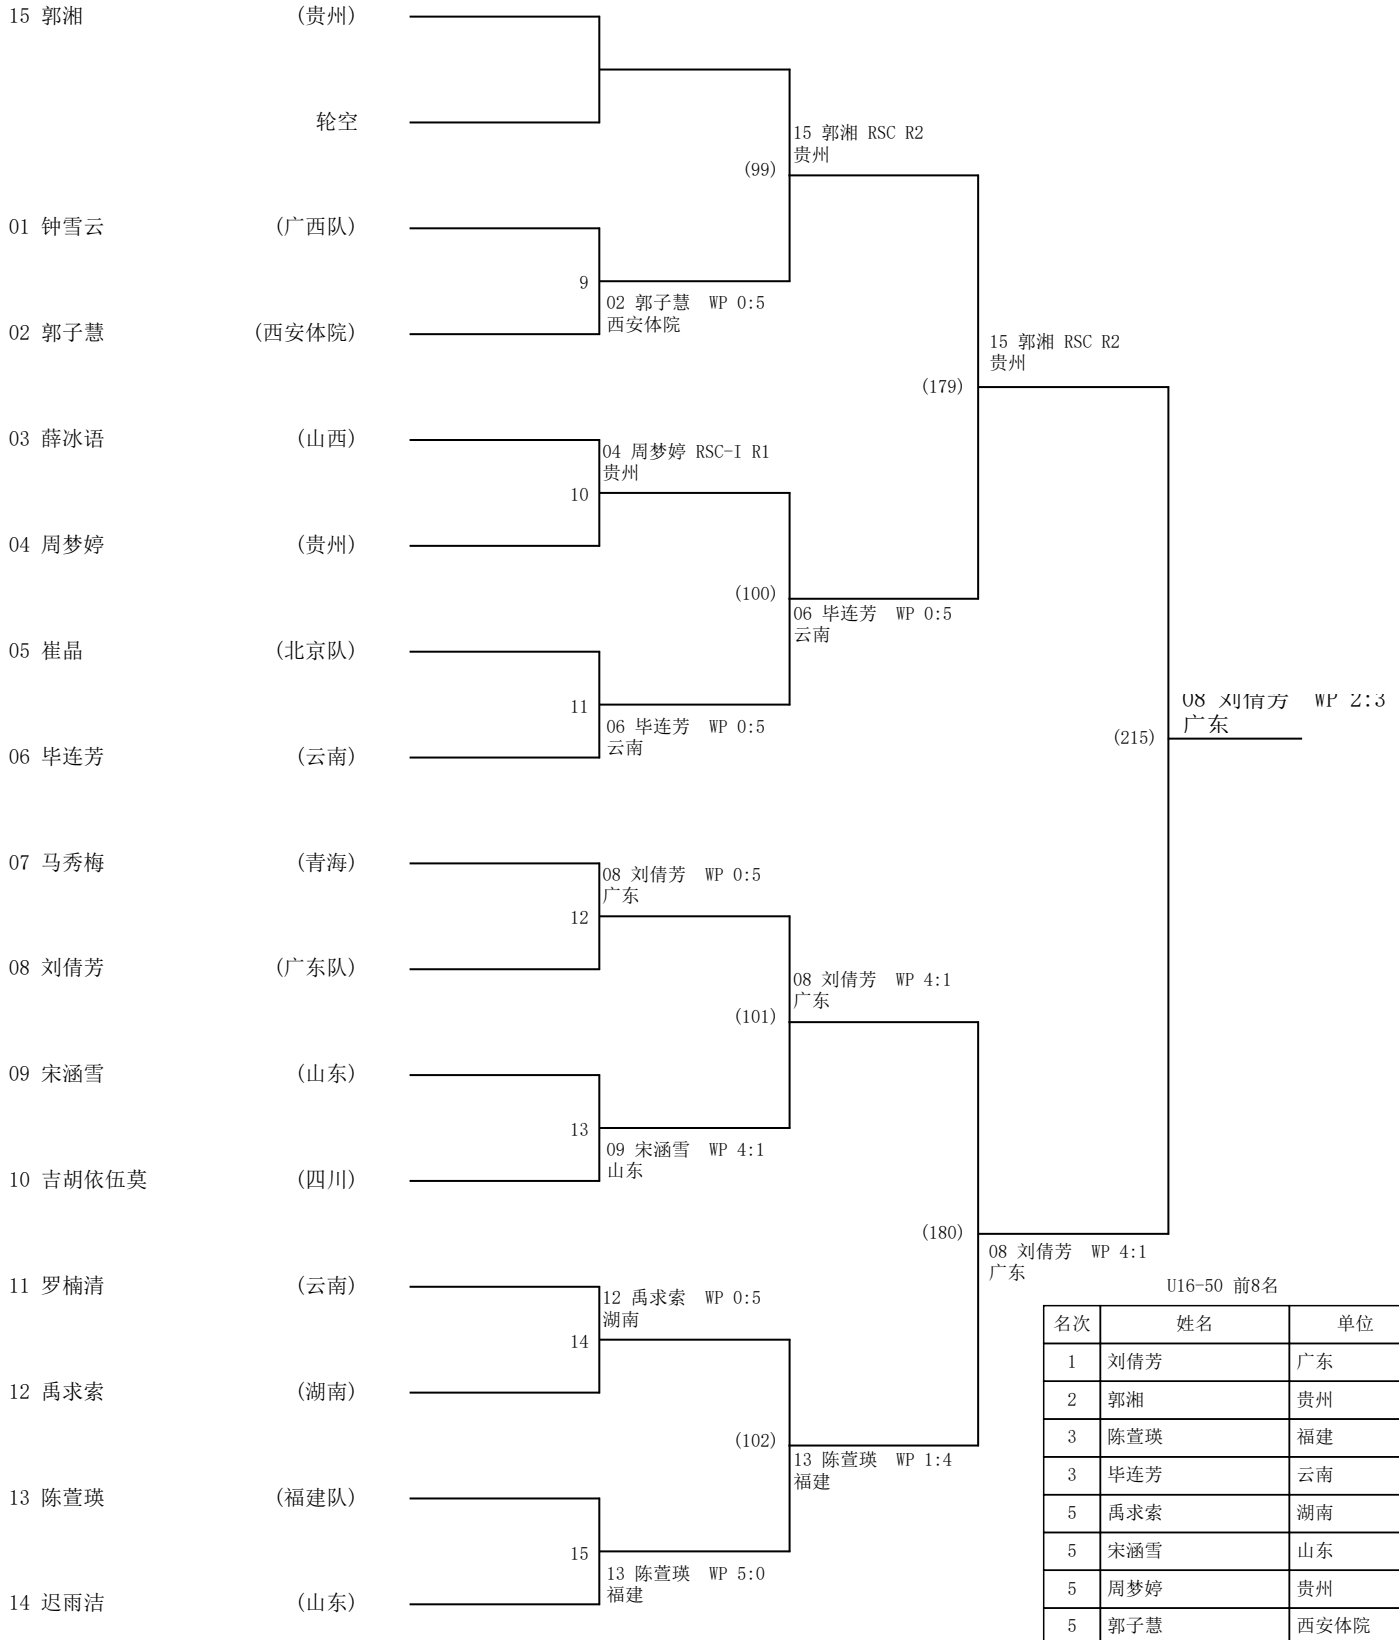 15 郭湘 (贵州)
轮空
15 郭湘 RSC R2
贵州
(99)
01 钟雪云 (广西队)
9
02 郭子慧 WP 0:5
西安体院
02 郭子慧 (西安体院)
15 郭湘 RSC R2
贵州
(179)
03 薛冰语 (山西)
04 周梦婷 RSC-I R1
贵州
10
04 周梦婷 (贵州)
(100)
06 毕连芳 WP 0:5
云南
05 崔晶 (北京队)
11
06 毕连芳 WP 0:5
云南
06 毕连芳 (云南)
08 刘倩芳 WP 2:3
广东
(215)
07 马秀梅 (青海)
08 刘倩芳 WP 0:5
广东
12
08 刘倩芳 (广东队)
08 刘倩芳 WP 4:1
广东
(101)
09 宋涵雪 (山东)
13
09 宋涵雪 WP 4:1
山东
10 吉胡依伍莫 (四川)
(180)
08 刘倩芳 WP 4:1
广东
11 罗楠清 (云南)
12 禹求索 WP 0:5
湖南
14
12 禹求索 (湖南)
(102)
13 陈萱瑛 WP 1:4
福建
13 陈萱瑛 (福建队)
15
13 陈萱瑛 WP 5:0
福建
14 迟雨洁 (山东)
U16-50 前8名
名次 姓名 单位
1 刘倩芳 广东
2 郭湘 贵州
3 陈萱瑛 福建
3 毕连芳 云南
5 禹求索 湖南
5 宋涵雪 山东
5 周梦婷 贵州
5 郭子慧 西安体院